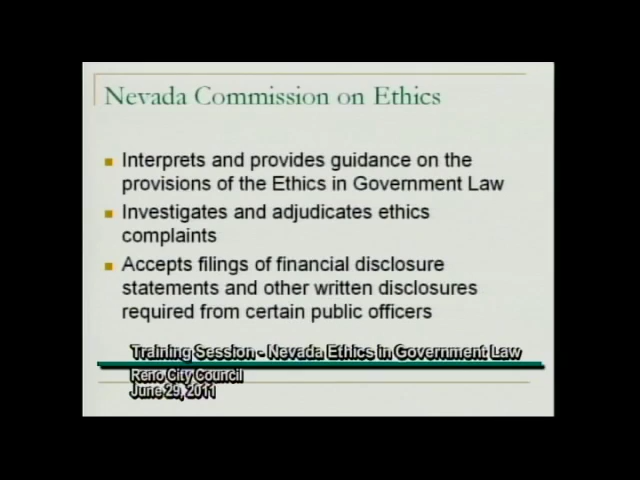 Nevada Commission on Ethics
Interprets and provides guidance on the
provisions of the Ethics in Government Law
Investigates and adjudicates ethics
complaints
Accepts filings of financial disclosure
statements and other written disclosures
required from certain public officers
Training Session - Nevada Ethics in Government Law
Reno City Council
June 29, 2011